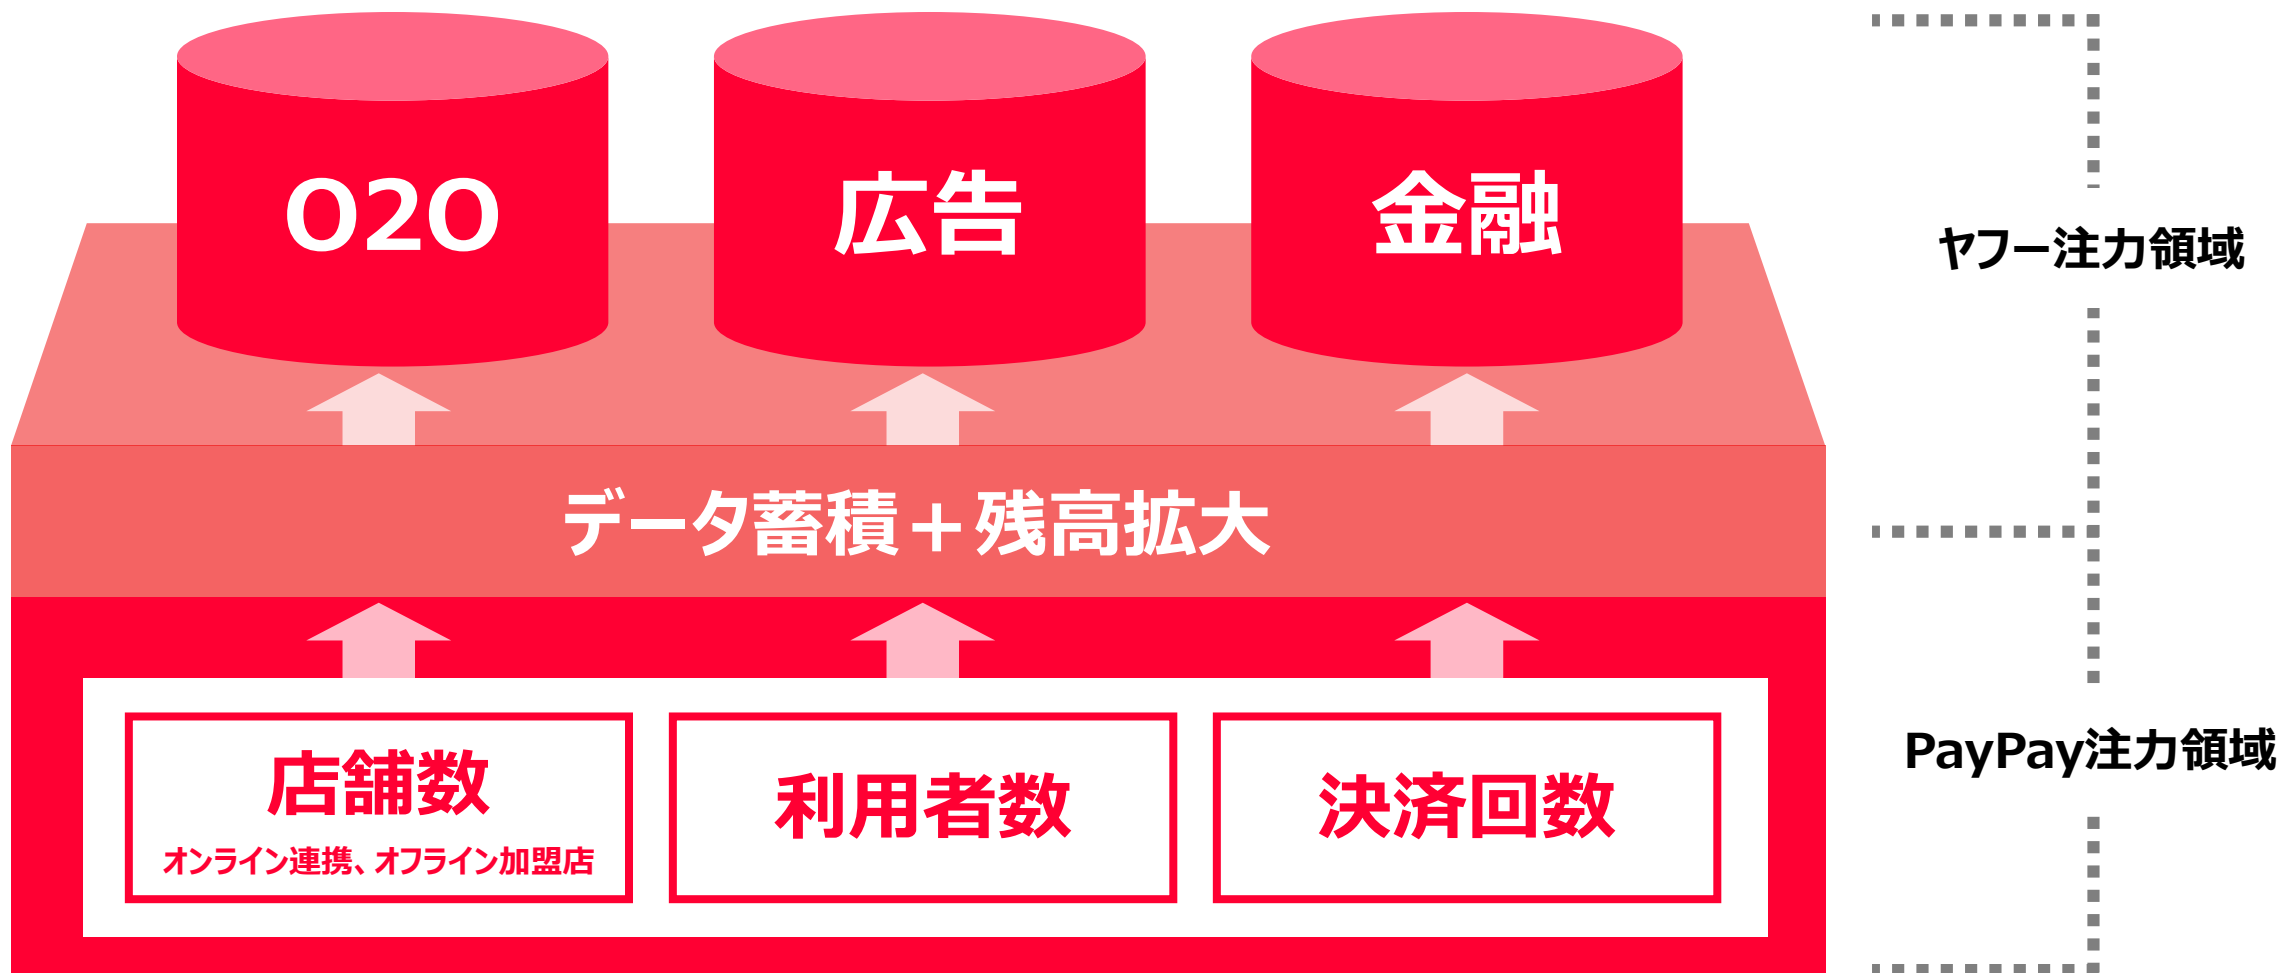 O2O
広告
金融
ヤフー注力領域
データ蓄積＋残高拡大
店舗数
オンライン連携、オフライン加盟店
利用者数
決済回数
PayPay注力領域